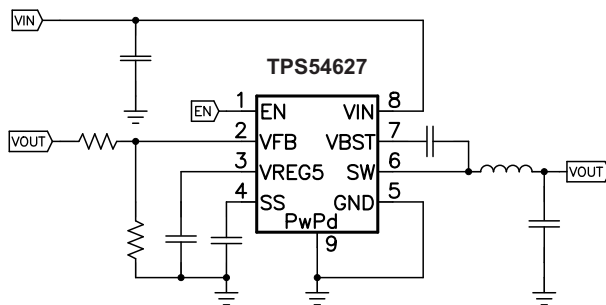 VIN
TPS54627
EN
1 EN
VIN 8
VOUT
2 VFB
VBST 7
3 VREG5
SW 6
VOUT
4 SS
GND 5
PwPd
9